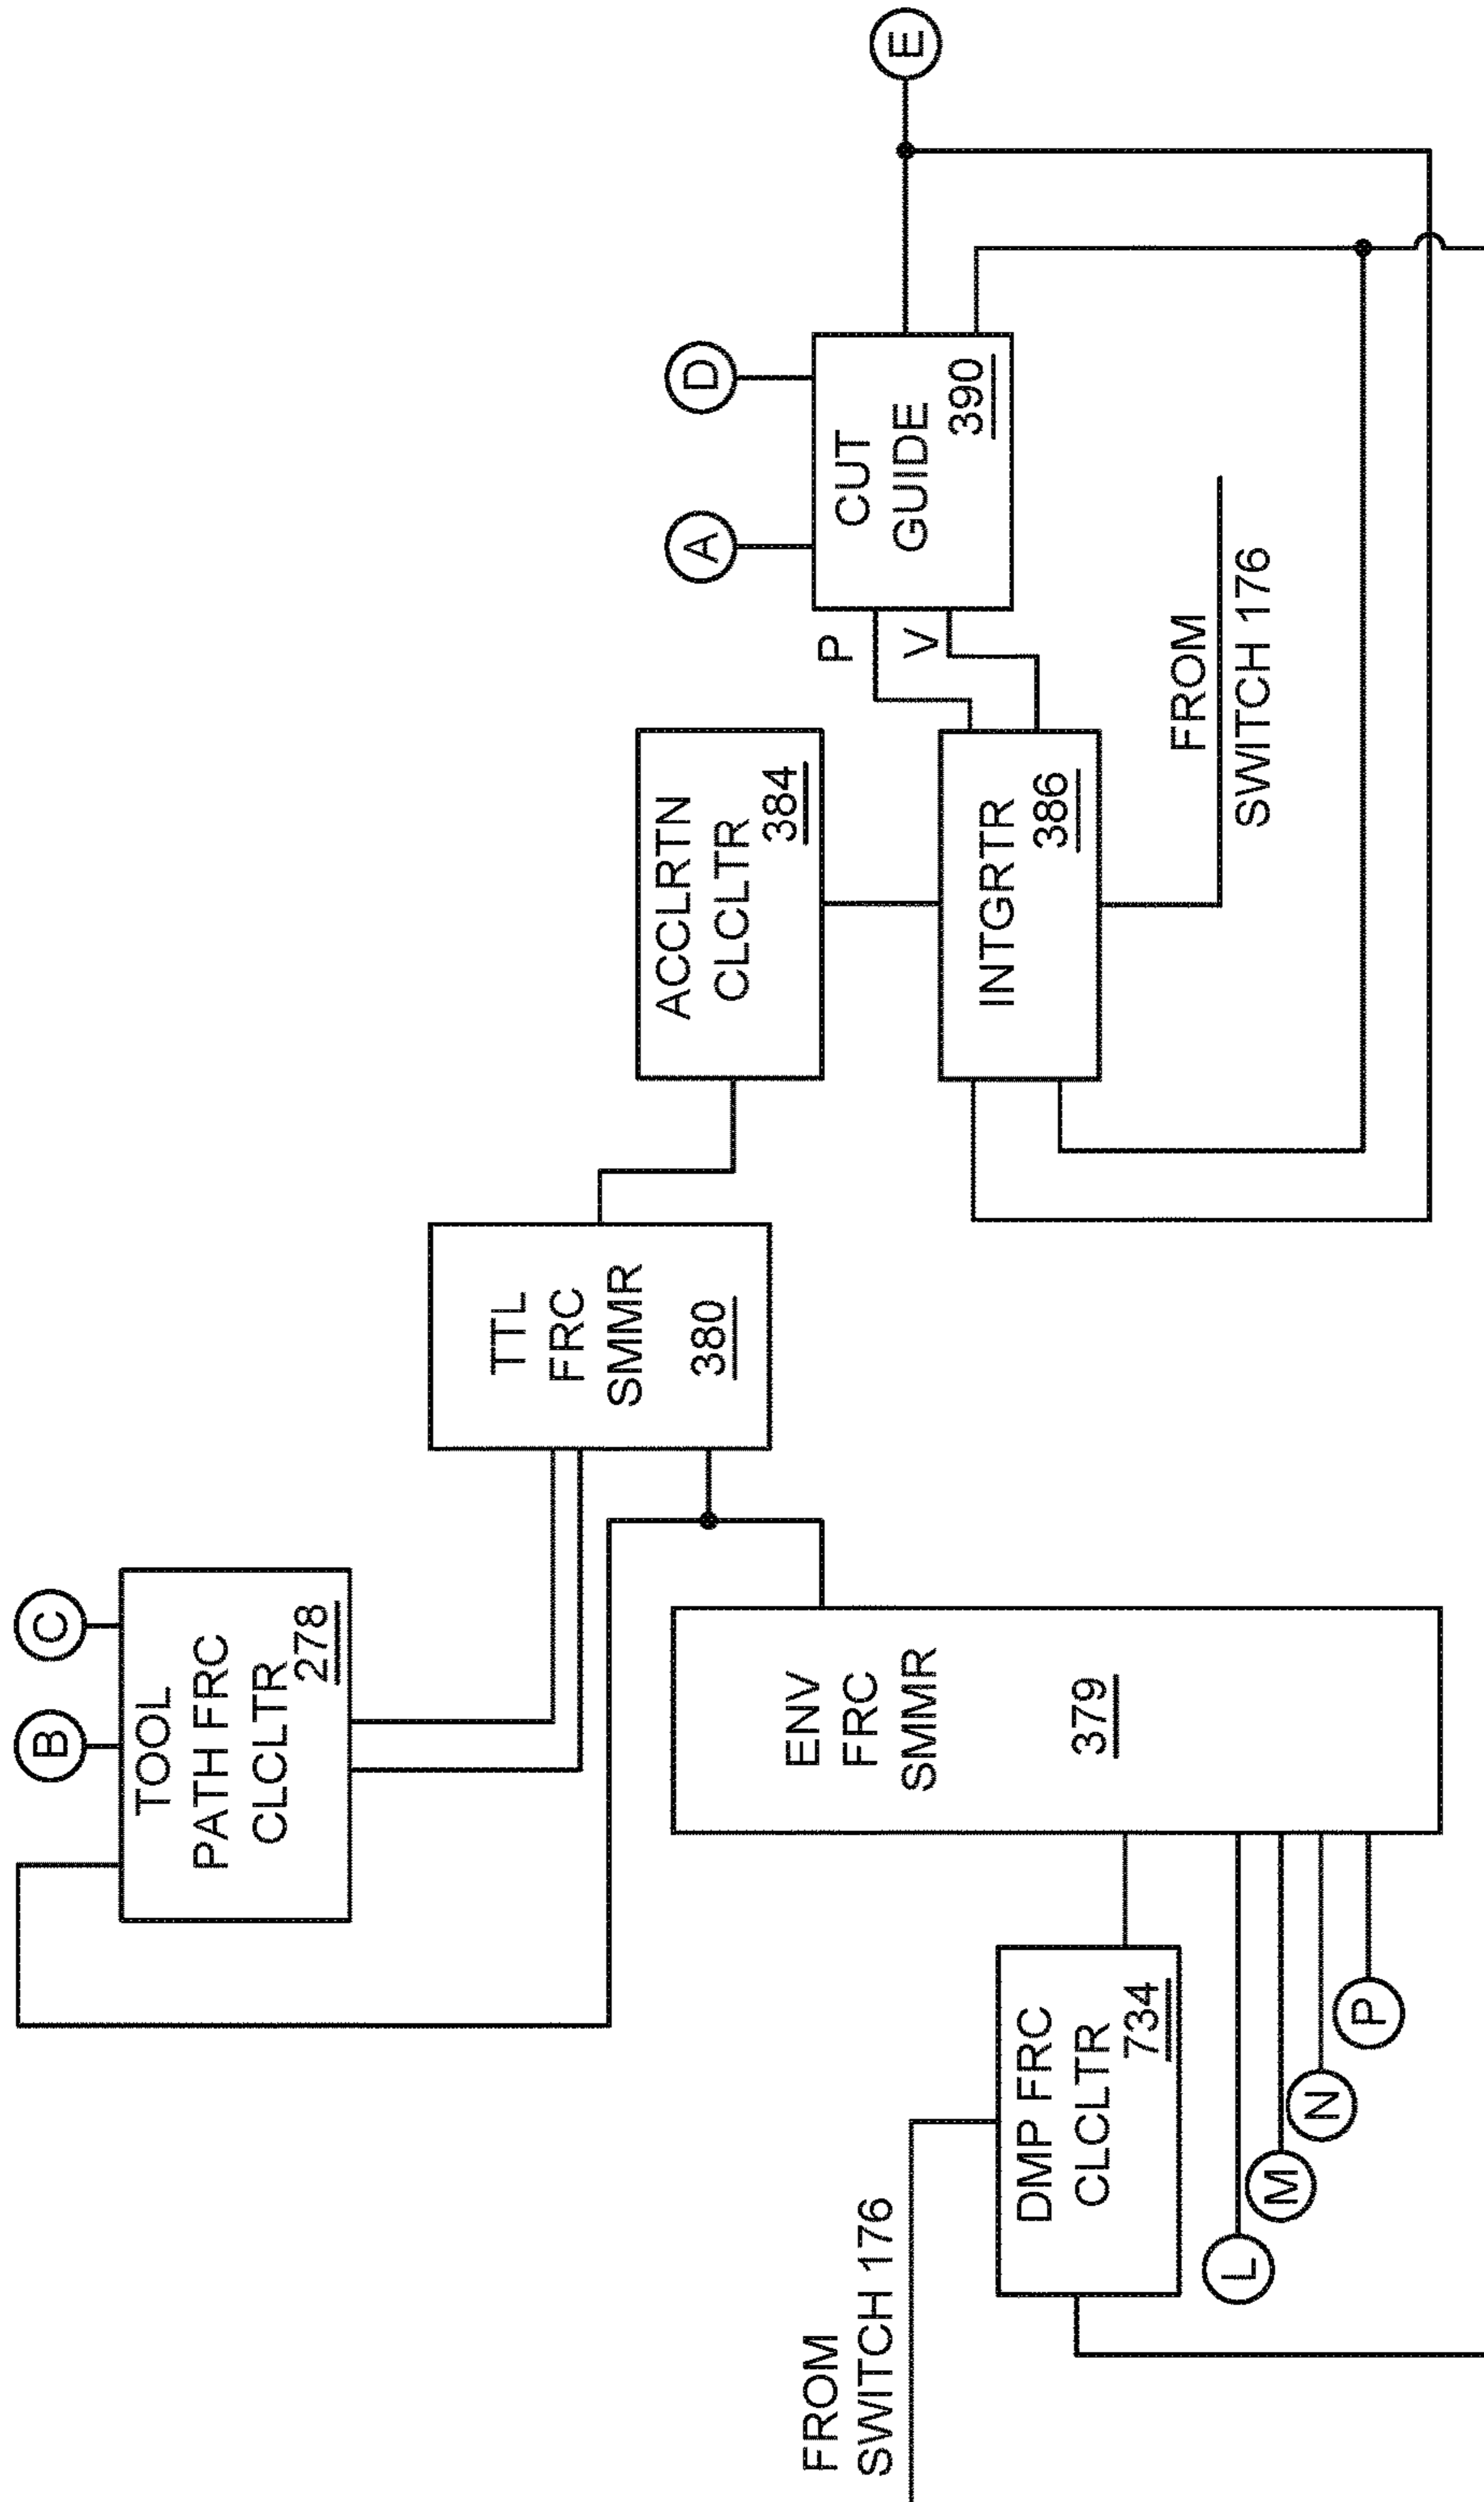 B
C
TOOL
PATH FRC
CLCLTR
278
TTL
FRC
SMMR
380
ACCLRTN
CLCLTR
384
A
D
E
CUT
GUIDE
390
P
V
INTGRTR
386
FROM
SWITCH 176
ENV
FRC
SMMR
379
FROM
SWITCH 176
DMP FRC
CLCLTR
734
L
M
N
P